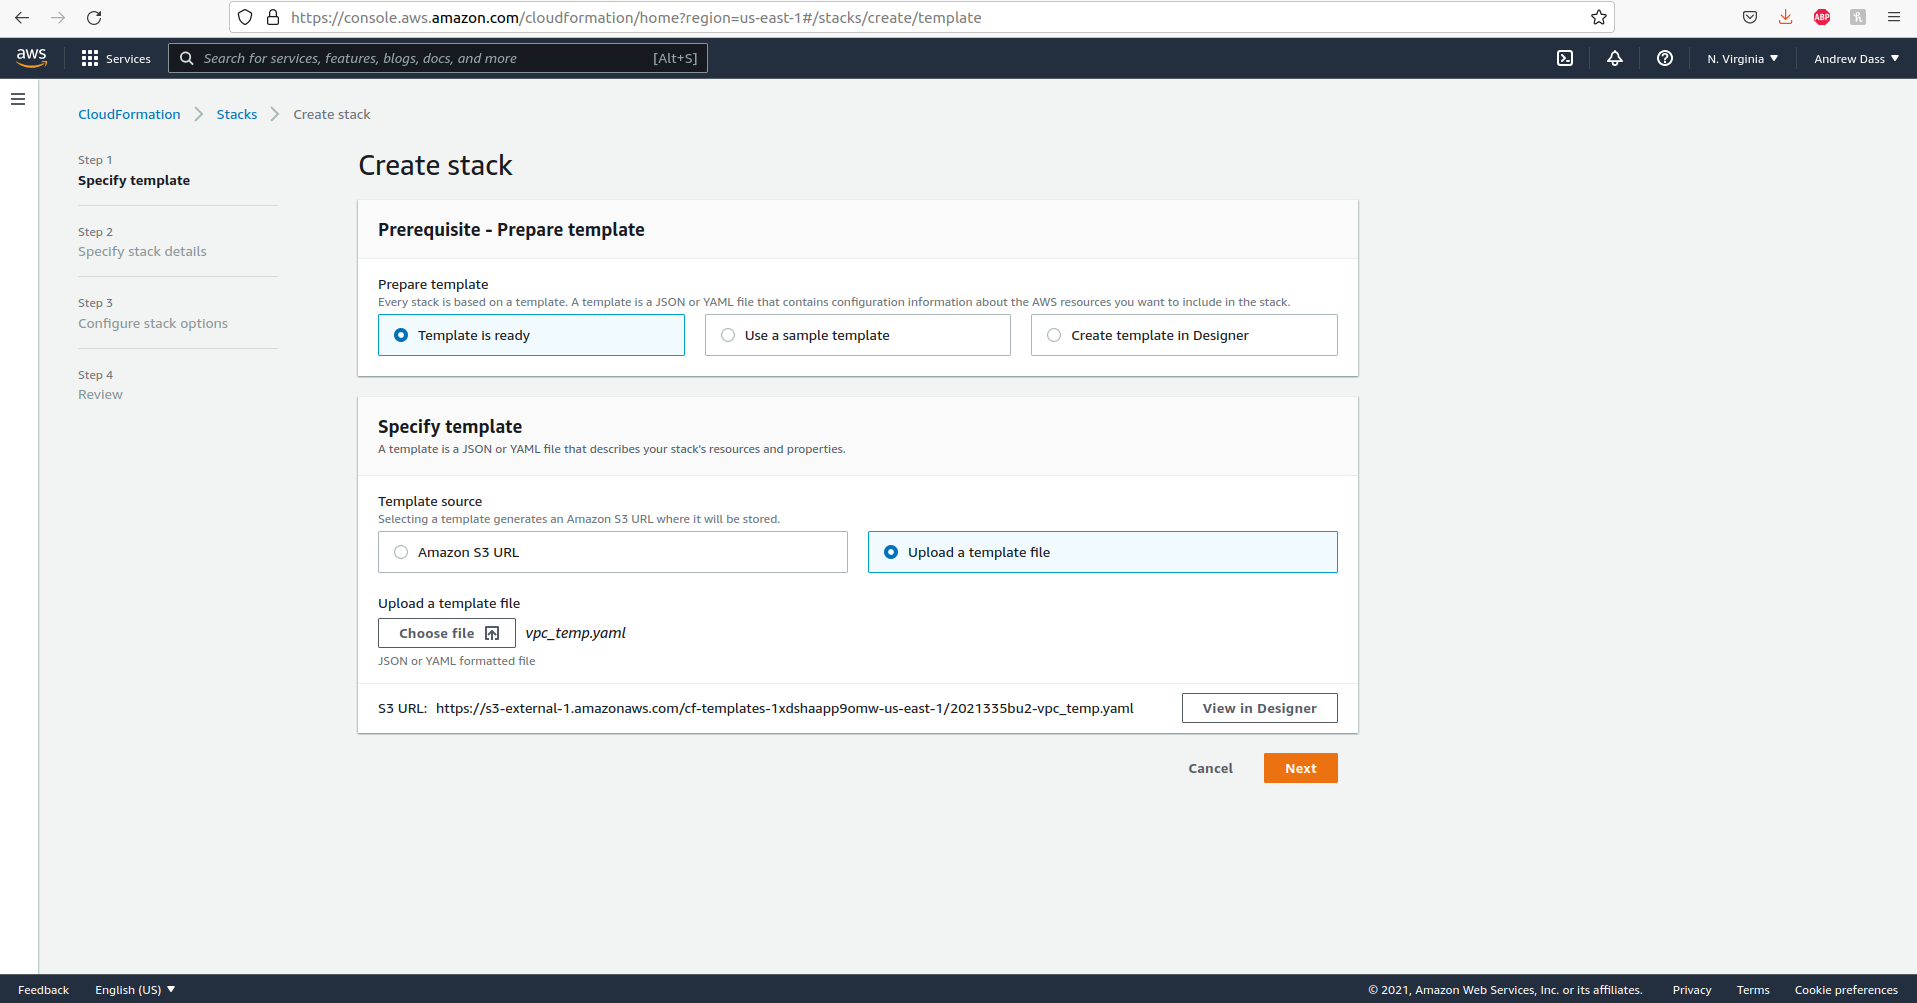 https://console.aws.amazon.com/cloudformation/home?region=us-east-1#/stacks/create/template
ABP
aws
Services
Search for services, features, blogs, docs, and more
[Alt+S]
N. Virginia
Andrew Dass
CloudFormation
Stacks
Create stack
Step 1
Specify template
Step 2
Specify stack details
Step 3
Configure stack options
Step 4
Review
Create stack
Prerequisite - Prepare template
Prepare template
Every stack is based on a template. A template is a JSON or YAML file that contains configuration information about the AWS resources you want to include in the stack.
Template is ready
Use a sample template
Create template in Designer
Specify template
A template is a JSON or YAML file that describes your stack's resources and properties.
Template source
Selecting a template generates an Amazon S3 URL where it will be stored.
Amazon S3 URL
Upload a template file
Upload a template file
Choose file
vpc_temp.yaml
JSON or YAML formatted file
S3 URL: https://s3-external-1.amazonaws.com/cf-templates-1xdshaapp9omw-us-east-1/2021335bu2-vpc_temp.yaml
View in Designer
Cancel
Next
Feedback
English (US)
© 2021, Amazon Web Services, Inc. or its affiliates.
Privacy
Terms
Cookie preferences